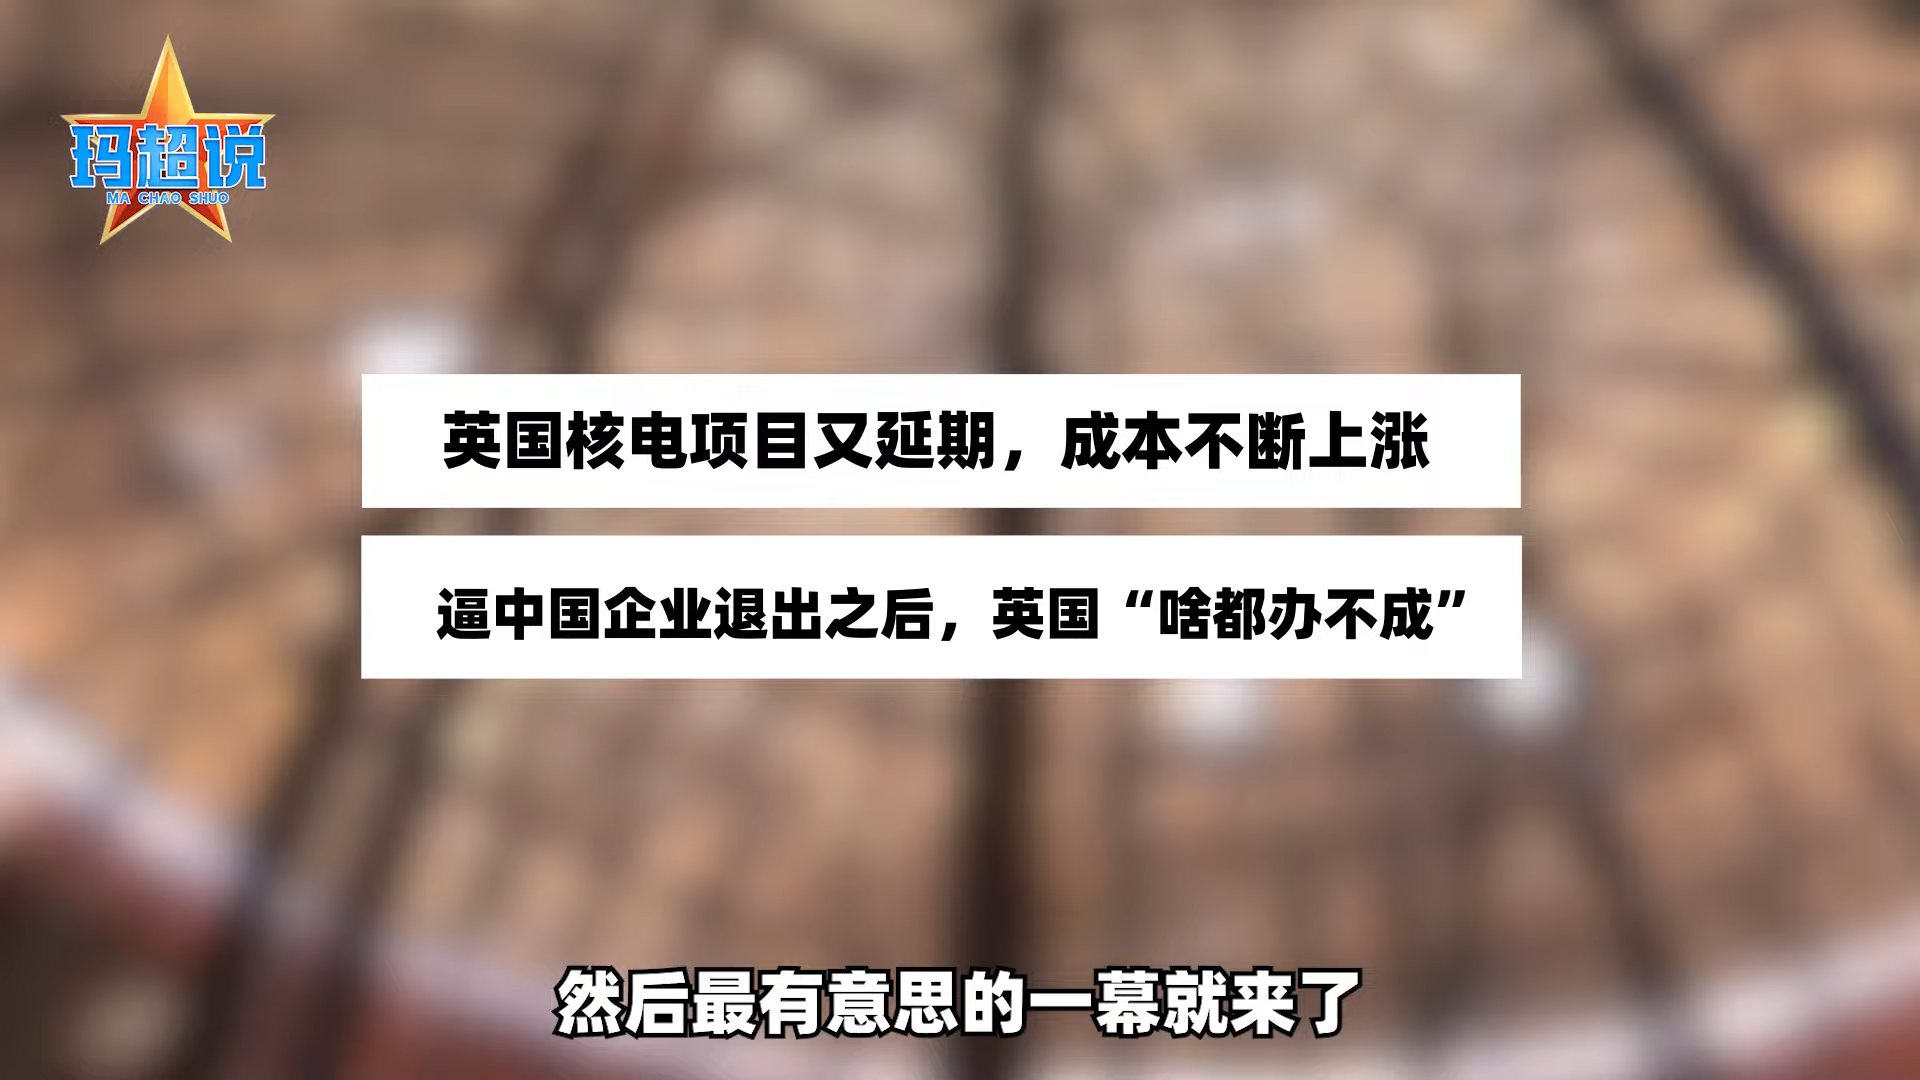 玛超说
MA CHAO SHUO
英国核电项目又延期，成本不断上涨
逼中国企业退出之后，英国“啥都办不成”
然后最有意思的一幕就来了